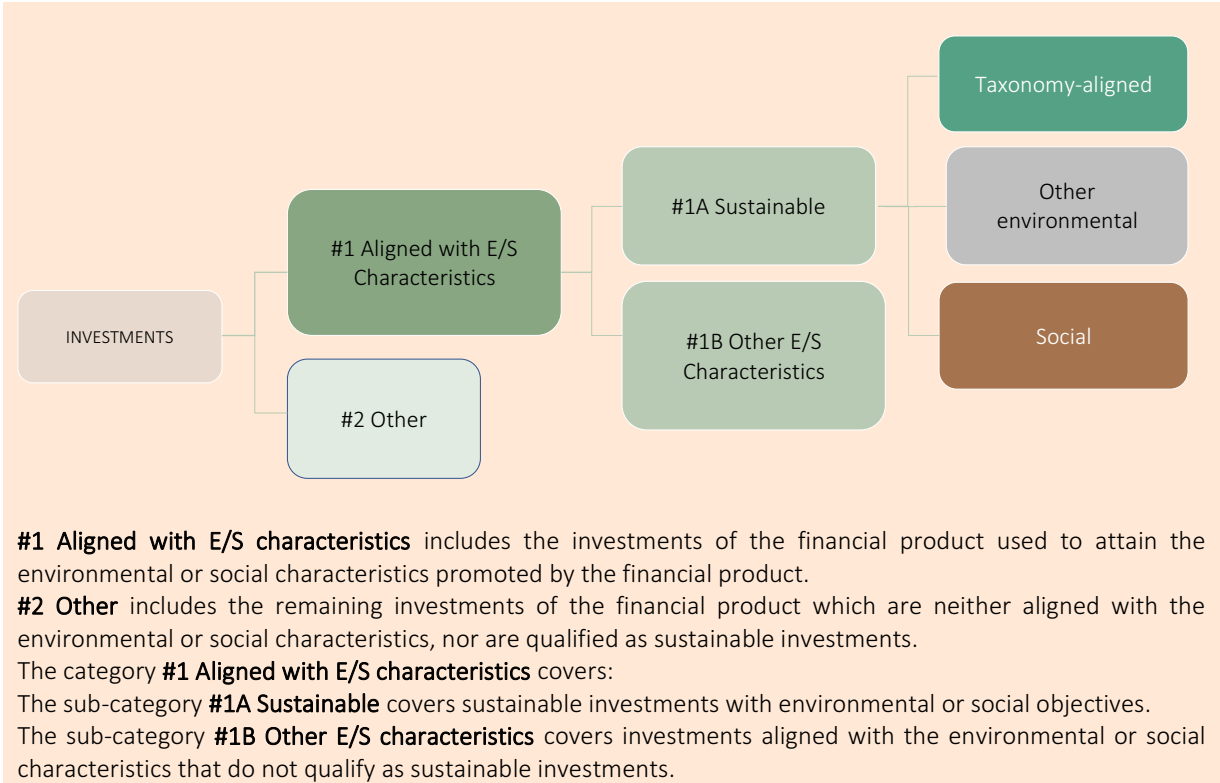 Taxonomy-aligned
#1A Sustainable
Other
environmental
#1 Aligned with E/S
Characteristics
INVESTMENTS
#1B Other E/S
Characteristics
Social
#2 Other
#1 Aligned with E/S characteristics includes the investments of the financial product used to attain the
environmental or social characteristics promoted by the financial product.
#2 Other includes the remaining investments of the financial product which are neither aligned with the
environmental or social characteristics, nor are qualified as sustainable investments.
The category #1 Aligned with E/S characteristics covers:
The sub-category #1A Sustainable covers sustainable investments with environmental or social objectives.
The sub-category #1B Other E/S characteristics covers investments aligned with the environmental or social
characteristics that do not qualify as sustainable investments.